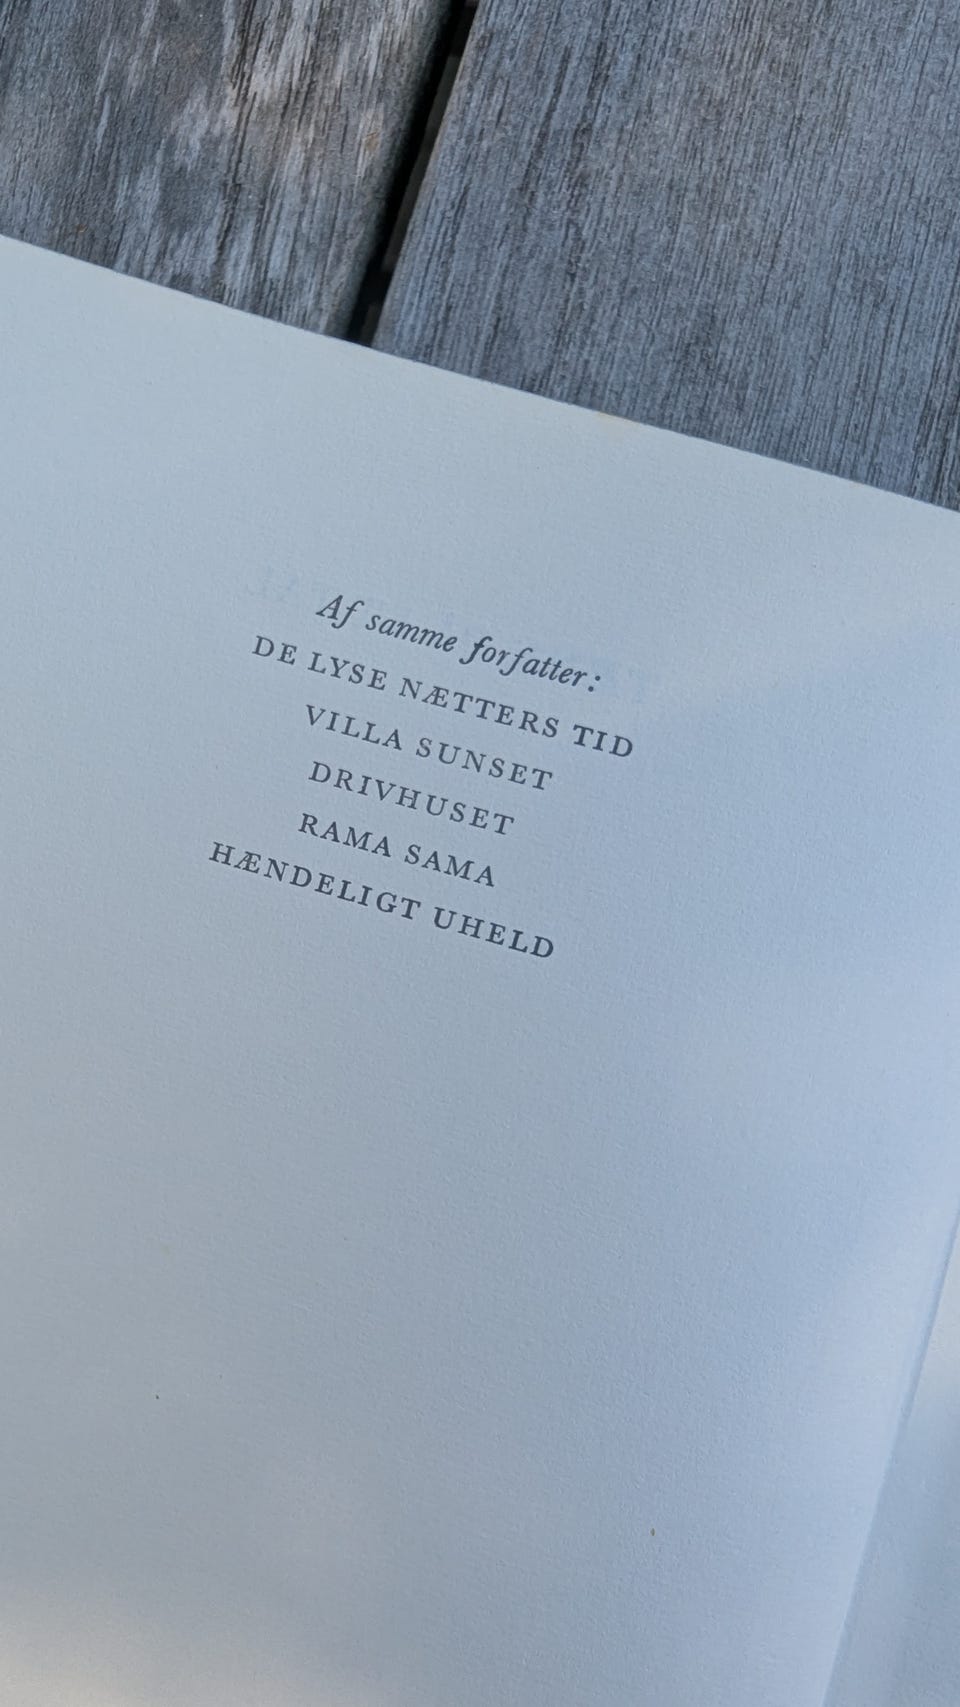 Af samme forfatter:
DE LYSE NÆTTERS TID
VILLA SUNSET
DRIVHUSET
RAMA SAMA
HÆNDELIGT UHELD